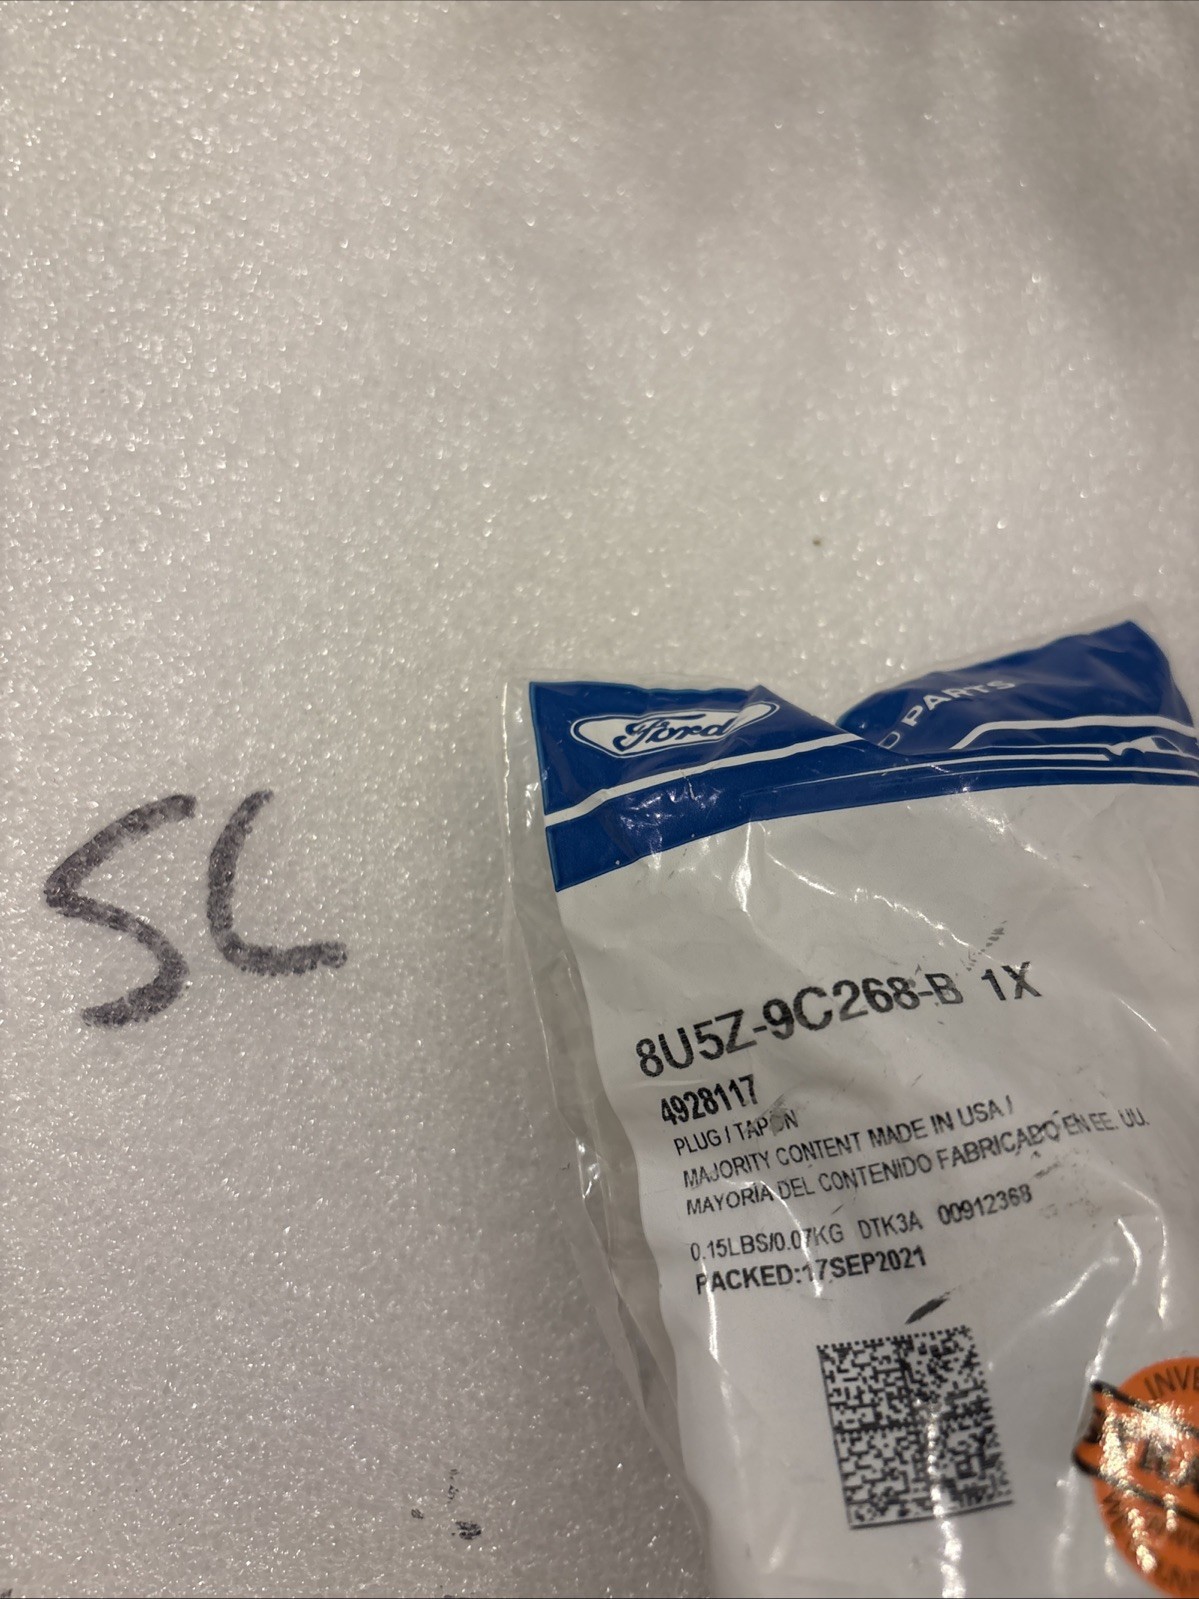 SC
Ford
D PARTS
8U5Z-9C268-B 1X
4928117
PLUG / TAPON
MAJORITY CONTENT MADE IN USA /
MAYORIA DEL CONTENIDO FABRICADO EN EE. UU.
0.15LBS/0.07KG DTK3A 00912368
PACKED:17SEP2021
INVE